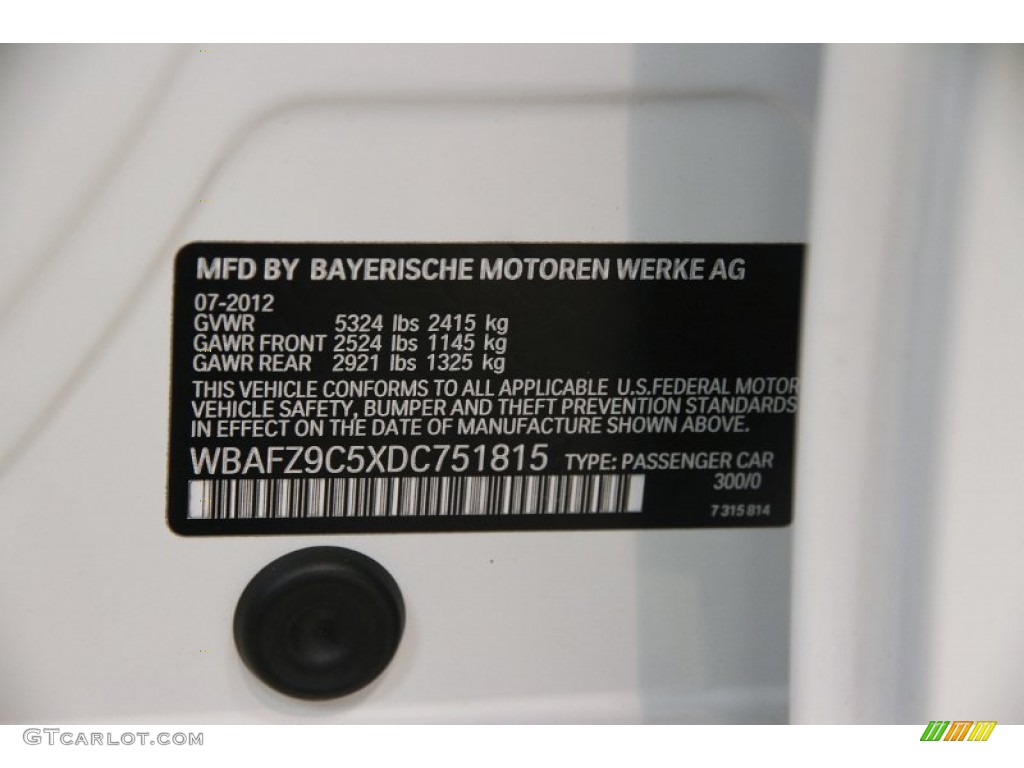 MFD BY BAYERISCHE MOTOREN WERKE AG
07-2012
GVWR 5324 lbs 2415 kg
GAWR FRONT 2524 lbs 1145 kg
GAWR REAR 2921 lbs 1325 kg
THIS VEHICLE CONFORMS TO ALL APPLICABLE U.S.FEDERAL MOTOR
VEHICLE SAFETY, BUMPER AND THEFT PREVENTION STANDARDS
IN EFFECT ON THE DATE OF MANUFACTURE SHOWN ABOVE.
WBAFZ9C5XDC751815 TYPE: PASSENGER CAR
300/0
7 315 814
GTCARLOT.COM